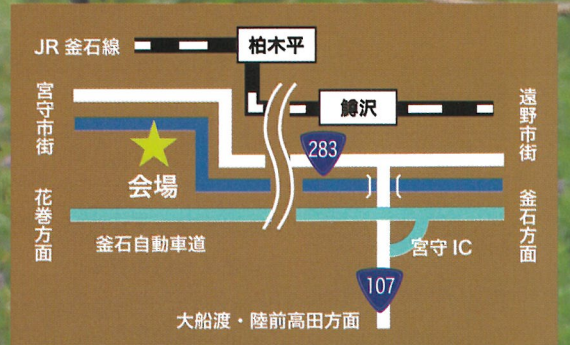 JR 釜石線
柏木平
鱒沢
宮守市街
遠野市街
283
会場
花巻方面
釜石方面
釜石自動車道
宮守 IC
107
大船渡・陸前高田方面